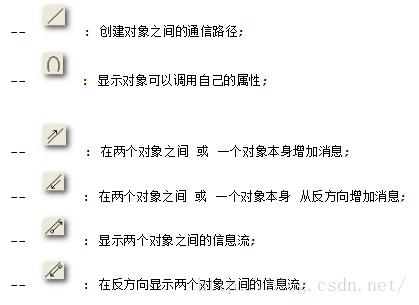 -- : 创建对象之间的通信路径;
-- : 显示对象可以调用自己的属性;
-- : 在两个对象之间 或 一个对象本身增加消息;
-- : 在两个对象之间 或 一个对象本身 从反方向增加消息;
-- : 显示两个对象之间的信息流;
-- : 在反方向显示两个对象之间的信息流;
csdn.net/